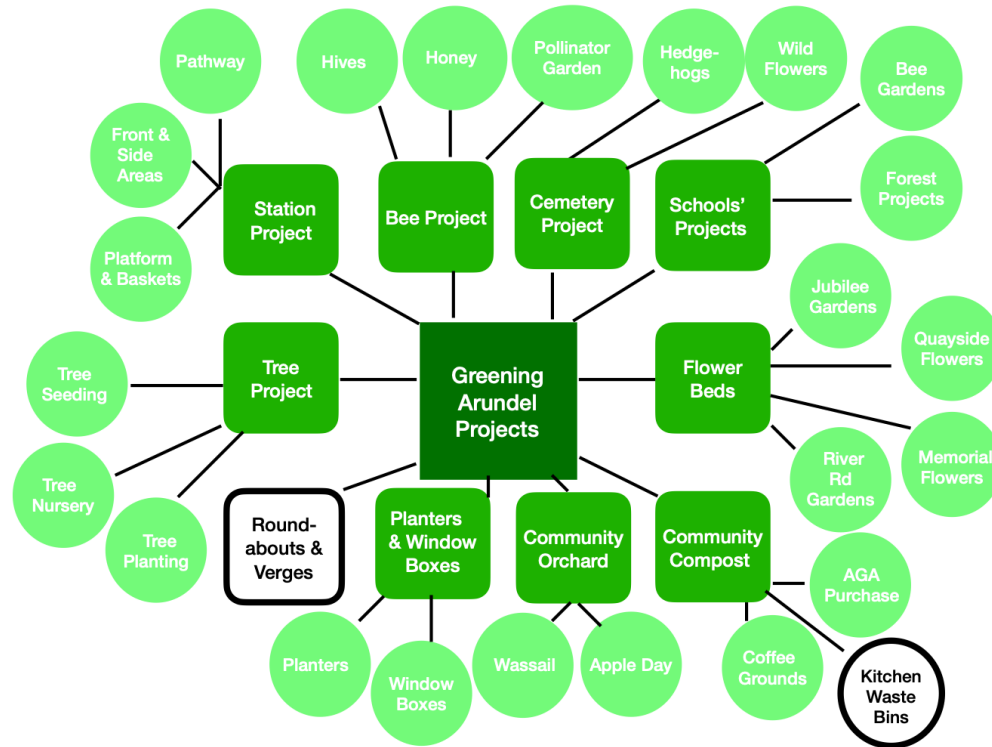 Pathway
Hives
Honey
Pollinator
Garden
Hedge-
hogs
Wild
Flowers
Bee
Gardens
Front &
Side
Areas
Station
Project
Bee Project
Cemetery
Project
Schools'
Projects
Forest
Projects
Platform
& Baskets
Jubilee
Gardens
Tree
Seeding
Tree
Project
Greening
Arundel
Projects
Flower
Beds
Quayside
Flowers
Tree
Nursery
Tree
Planting
Round-
abouts &
Verges
Planters
& Window
Boxes
Community
Orchard
Community
Compost
River
Rd
Gardens
Memorial
Flowers
AGA
Purchase
Planters
Window
Boxes
Wassail
Apple Day
Coffee
Grounds
Kitchen
Waste
Bins